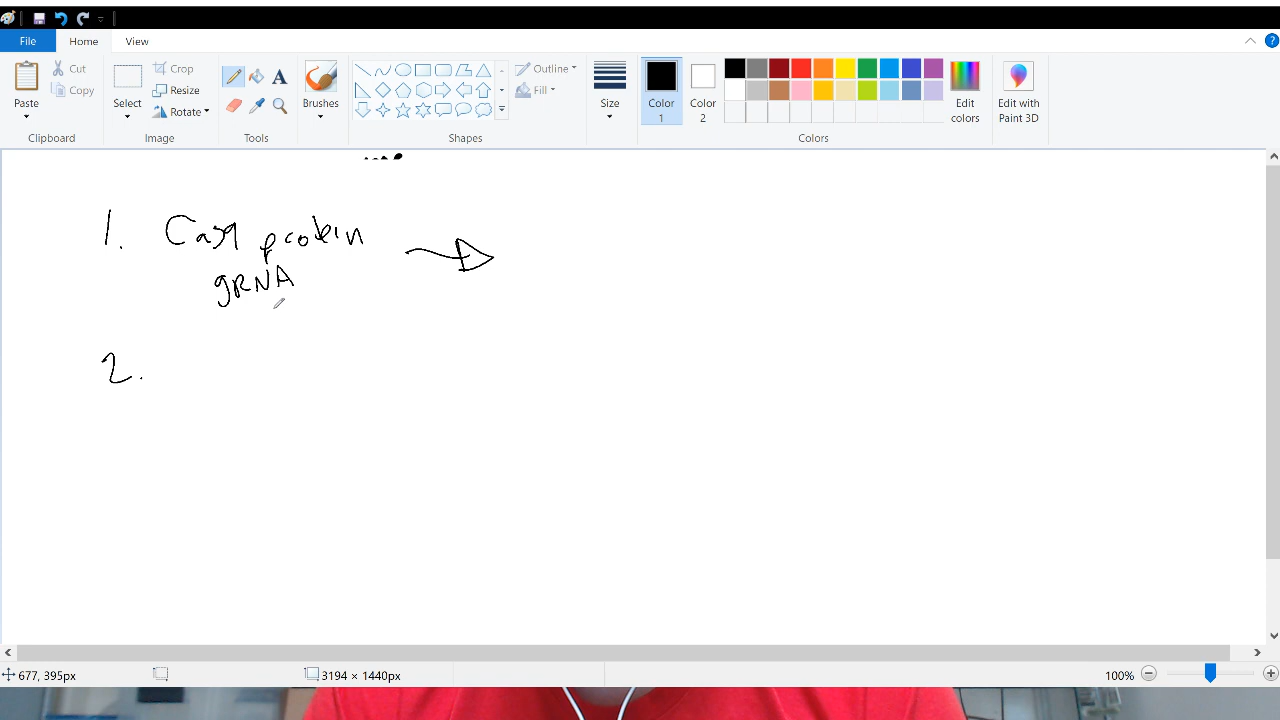 File
Home
View
Paste
Cut
Copy
Clipboard
Select
Crop
Resize
Rotate
Image
A
Tools
Brushes
Shapes
Outline
Fill
Size
Color 1
Color 2
Edit colors
Edit with Paint 3D
Colors
1. Cas9 protein
gRNA
2.
677, 395px
3194 × 1440px
100%